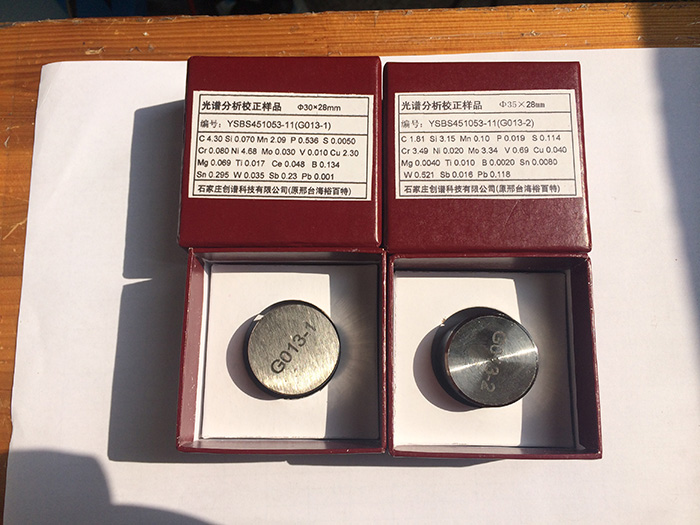 光谱分析校正样品 Φ30×28mm
编号: YSBS451053-11(G013-1)
C 4.30 Si 0.070 Mn 2.09 P 0.536 S 0.0050
Cr 0.080 Ni 4.68 Mo 0.030 V 0.010 Cu 2.30
Mg 0.069 Ti 0.017 Ce 0.048 B 0.134
Sn 0.295 W 0.035 Sb 0.23 Pb 0.001
石家庄创谱科技有限公司(原邢台海裕百特)
光谱分析校正样品 Φ35×28mm
编号: YSBS451053-11(G013-2)
C 1.81 Si 3.15 Mn 0.10 P 0.019 S 0.114
Cr 3.49 Ni 0.020 Mo 3.34 V 0.69 Cu 0.040
Mg 0.0040 Ti 0.010 B 0.0020 Sn 0.0080
W 0.521 Sb 0.016 Pb 0.118
石家庄创谱科技有限公司(原邢台海裕百特)
G013-1
G013-2